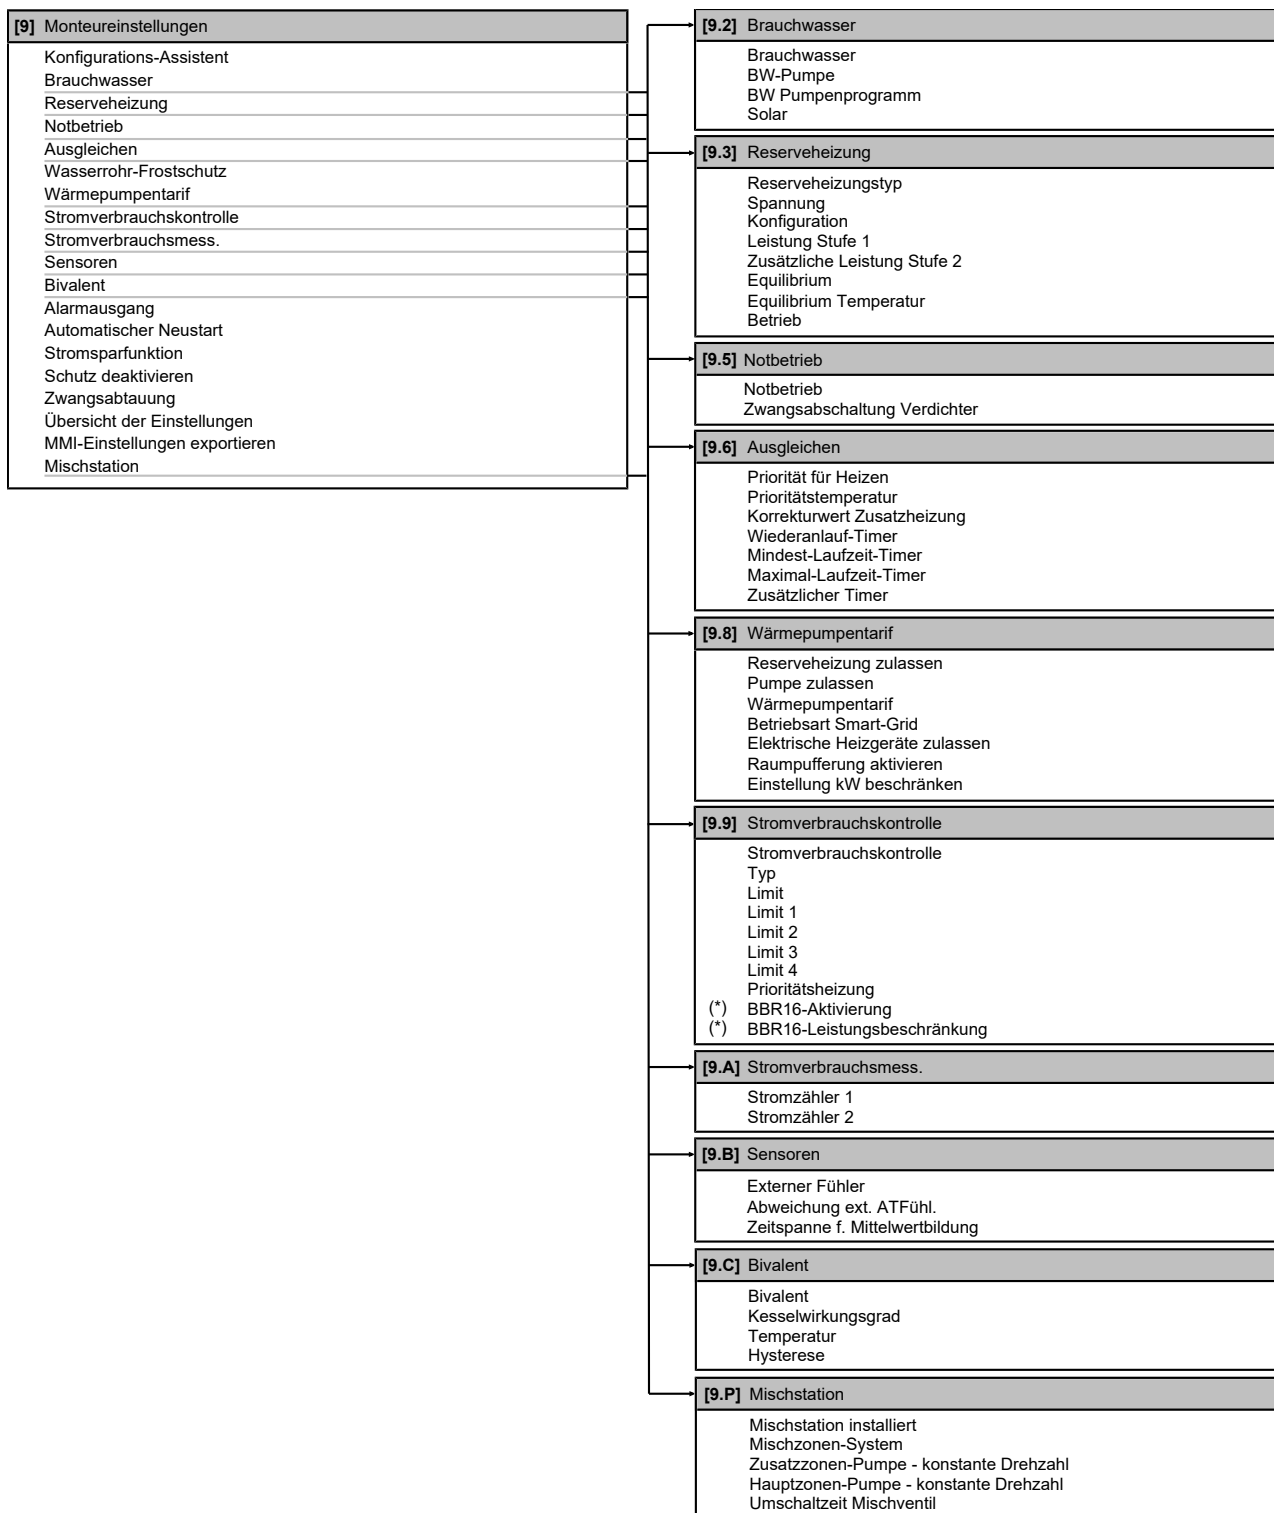 [9] Monteureinstellungen
Konfigurations-Assistent
Brauchwasser
Reserveheizung
Notbetrieb
Ausgleichen
Wasserrohr-Frostschutz
Wärmepumpentarif
Stromverbrauchskontrolle
Stromverbrauchsmess.
Sensoren
Bivalent
Alarmausgang
Automatischer Neustart
Stromsparfunktion
Schutz deaktivieren
Zwangsabtauung
Übersicht der Einstellungen
MMI-Einstellungen exportieren
Mischstation
[9.2] Brauchwasser
Brauchwasser
BW-Pumpe
BW Pumpenprogramm
Solar
[9.3] Reserveheizung
Reserveheizungstyp
Spannung
Konfiguration
Leistung Stufe 1
Zusätzliche Leistung Stufe 2
Equilibrium
Equilibrium Temperatur
Betrieb
[9.5] Notbetrieb
Notbetrieb
Zwangsabschaltung Verdichter
[9.6] Ausgleichen
Priorität für Heizen
Prioritätstemperatur
Korrekturwert Zusatzheizung
Wiederanlauf-Timer
Mindest-Laufzeit-Timer
Maximal-Laufzeit-Timer
Zusätzlicher Timer
[9.8] Wärmepumpentarif
Reserveheizung zulassen
Pumpe zulassen
Wärmepumpentarif
Betriebsart Smart-Grid
Elektrische Heizgeräte zulassen
Raumpufferung aktivieren
Einstellung kW beschränken
[9.9] Stromverbrauchskontrolle
Stromverbrauchskontrolle
Typ
Limit
Limit 1
Limit 2
Limit 3
Limit 4
Prioritätsheizung
(*) BBR16-Aktivierung
(*) BBR16-Leistungsbeschränkung
[9.A] Stromverbrauchsmess.
Stromzähler 1
Stromzähler 2
[9.B] Sensoren
Externer Fühler
Abweichung ext. ATFühl.
Zeitspanne f. Mittelwertbildung
[9.C] Bivalent
Bivalent
Kesselwirkungsgrad
Temperatur
Hysterese
[9.P] Mischstation
Mischstation installiert
Mischzonen-System
Zusatzzonen-Pumpe - konstante Drehzahl
Hauptzonen-Pumpe - konstante Drehzahl
Umschaltzeit Mischventil